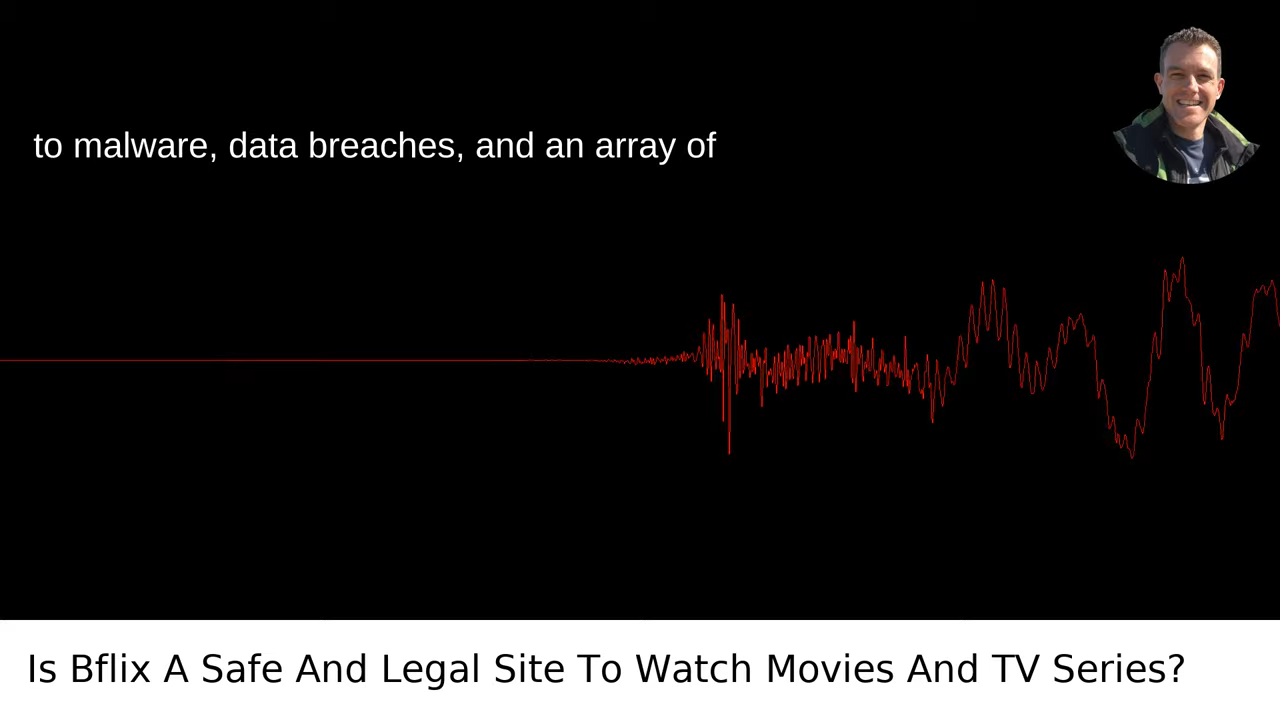 to malware, data breaches, and an array of
Is Bflix A Safe And Legal Site To Watch Movies And TV Series?